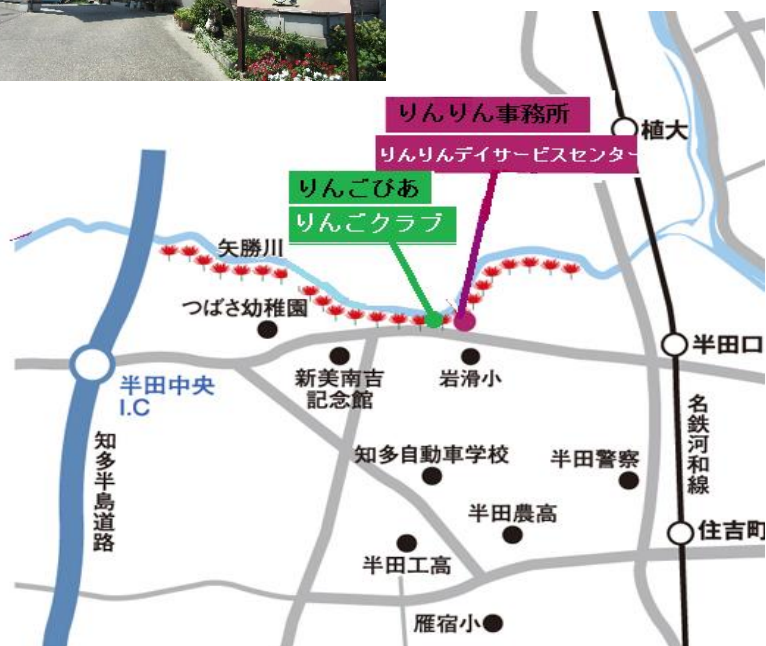 りんりん事務所
植大
りんりんデイサービスセンター
りんごぴあ
りんごクラブ
矢勝川
つばさ幼稚園
半田口
半田中央
I.C
新美南吉
記念館
岩滑小
名鉄河和線
知多半島道路
知多自動車学校
半田警察
半田農高
住吉町
半田工高
雁宿小